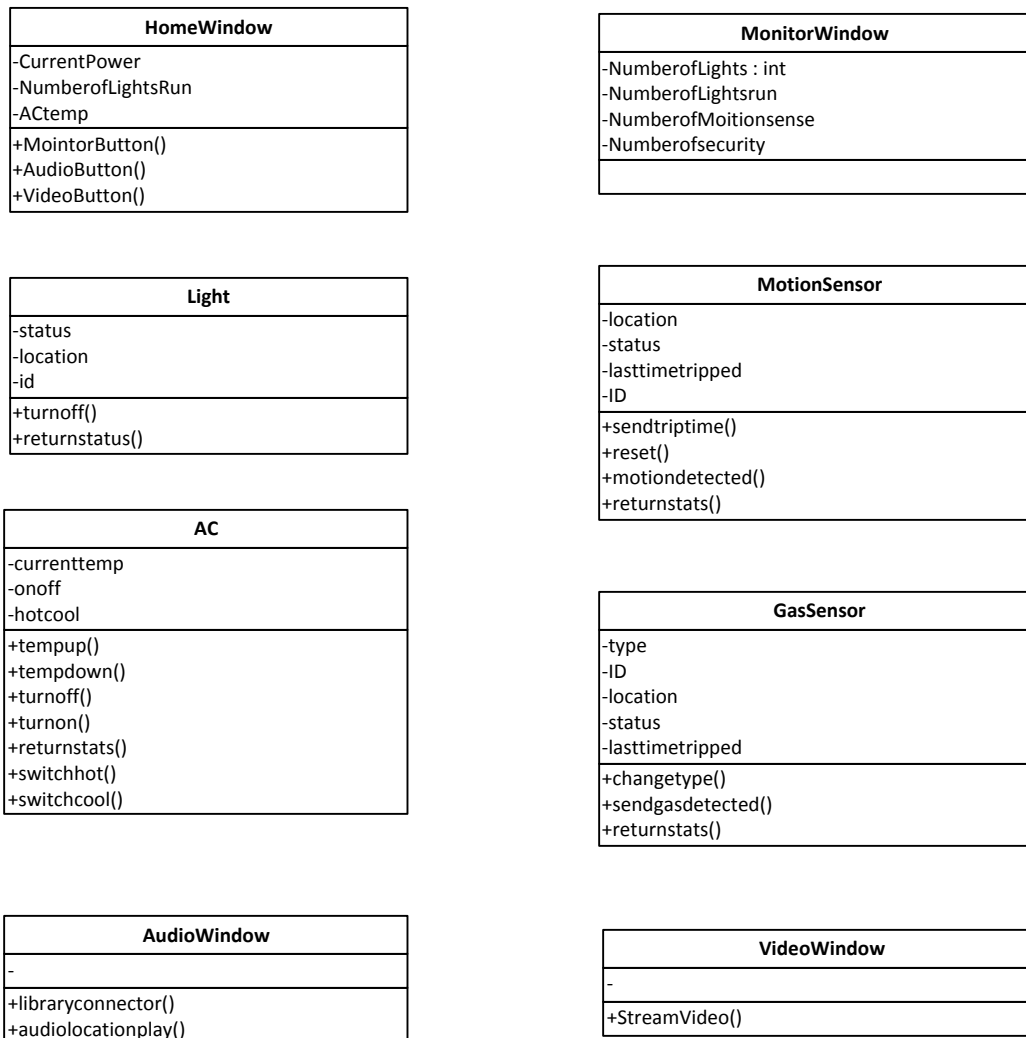 HomeWindow
-CurrentPower
-NumberofLightsRun
-ACtemp
+MointorButton()
+AudioButton()
+VideoButton()
MonitorWindow
-NumberofLights : int
-NumberofLightsrun
-NumberofMoitionsense
-Numberofsecurity
Light
-status
-location
-id
+turnoff()
+returnstatus()
MotionSensor
-location
-status
-lasttimetripped
-ID
+sendtriptime()
+reset()
+motiondetected()
+returnstats()
AC
-currenttemp
-onoff
-hotcool
+tempup()
+tempdown()
+turnoff()
+turnon()
+returnstats()
+switchhot()
+switchcool()
GasSensor
-type
-ID
-location
-status
-lasttimetripped
+changetype()
+sendgasdetected()
+returnstats()
AudioWindow
-
+libraryconnector()
+audiolocationplay()
VideoWindow
-
+StreamVideo()